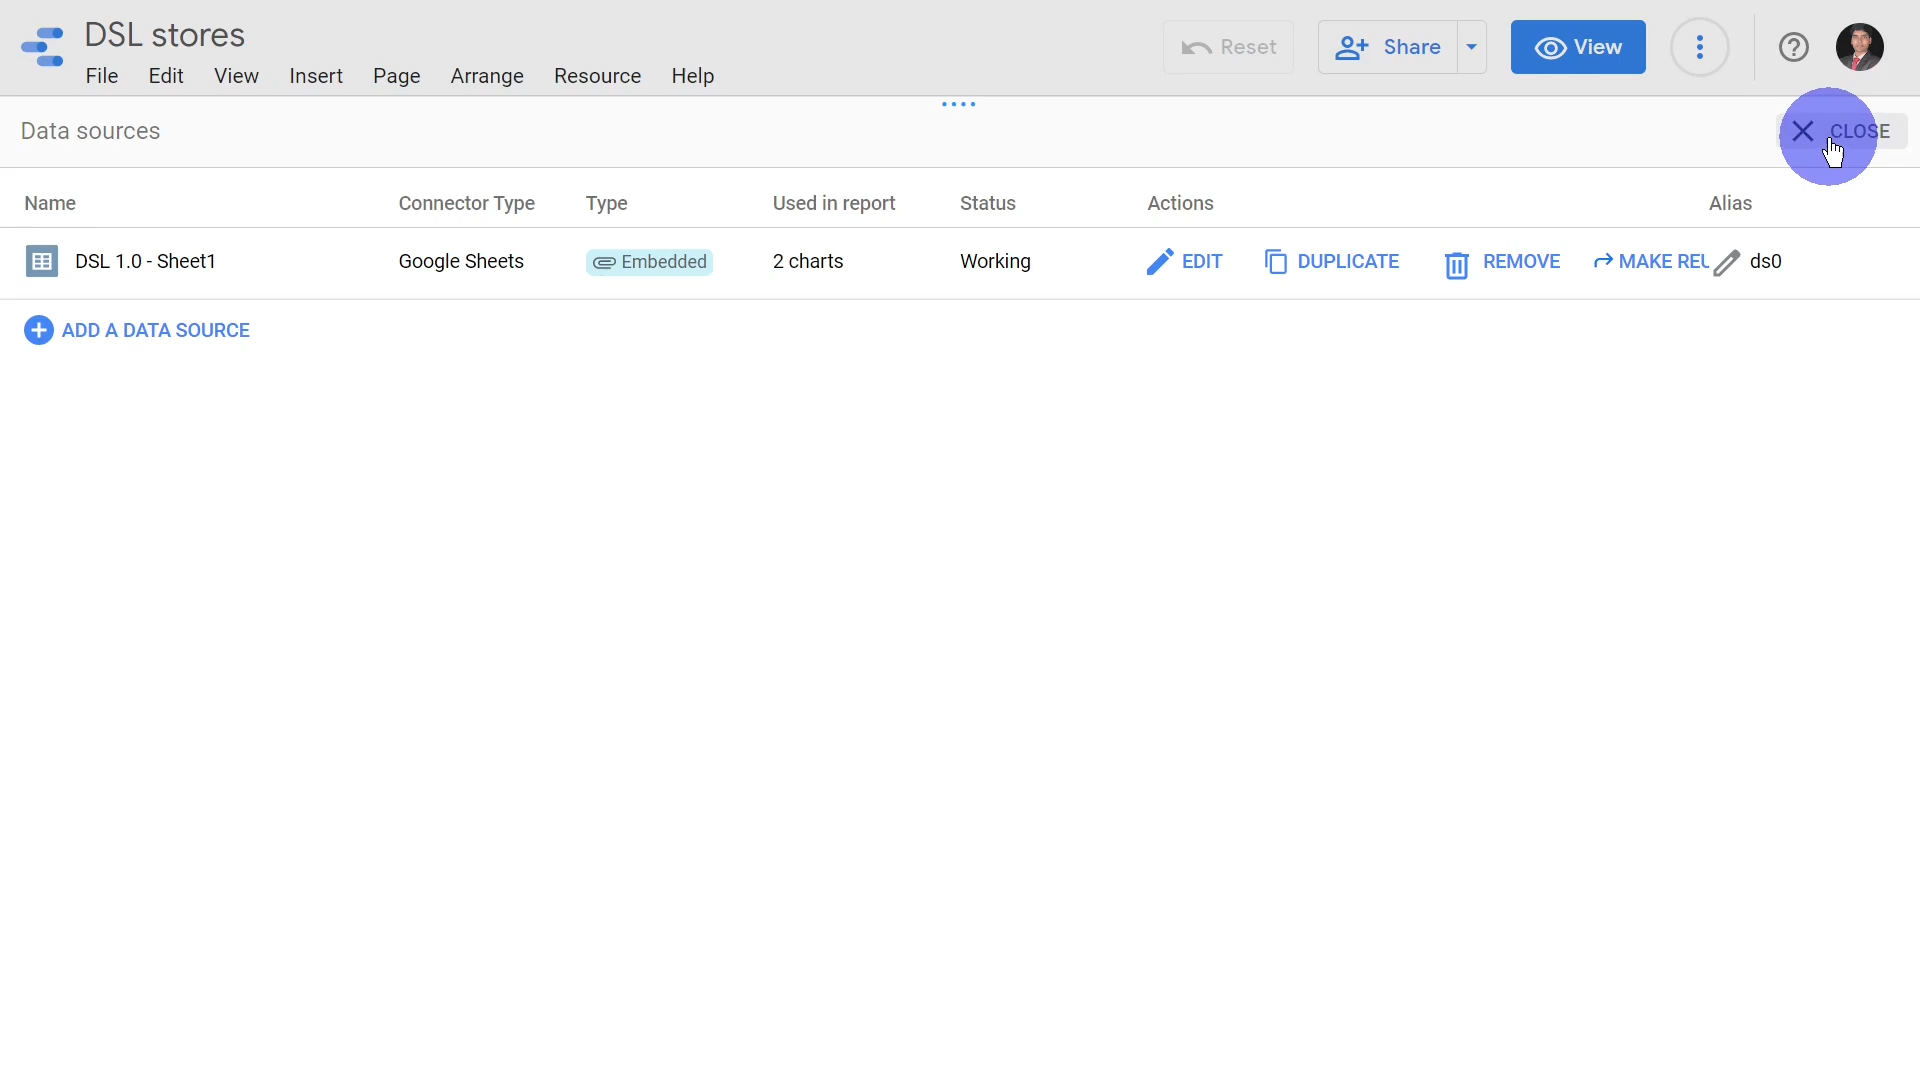 DSL stores
File Edit View Insert Page Arrange Resource Help
Reset Share View
Data sources
CLOSE
Name Connector Type Type Used in report Status Actions Alias
DSL 1.0 - Sheet1 Google Sheets Embedded 2 charts Working EDIT DUPLICATE REMOVE MAKE REU ds0
ADD A DATA SOURCE